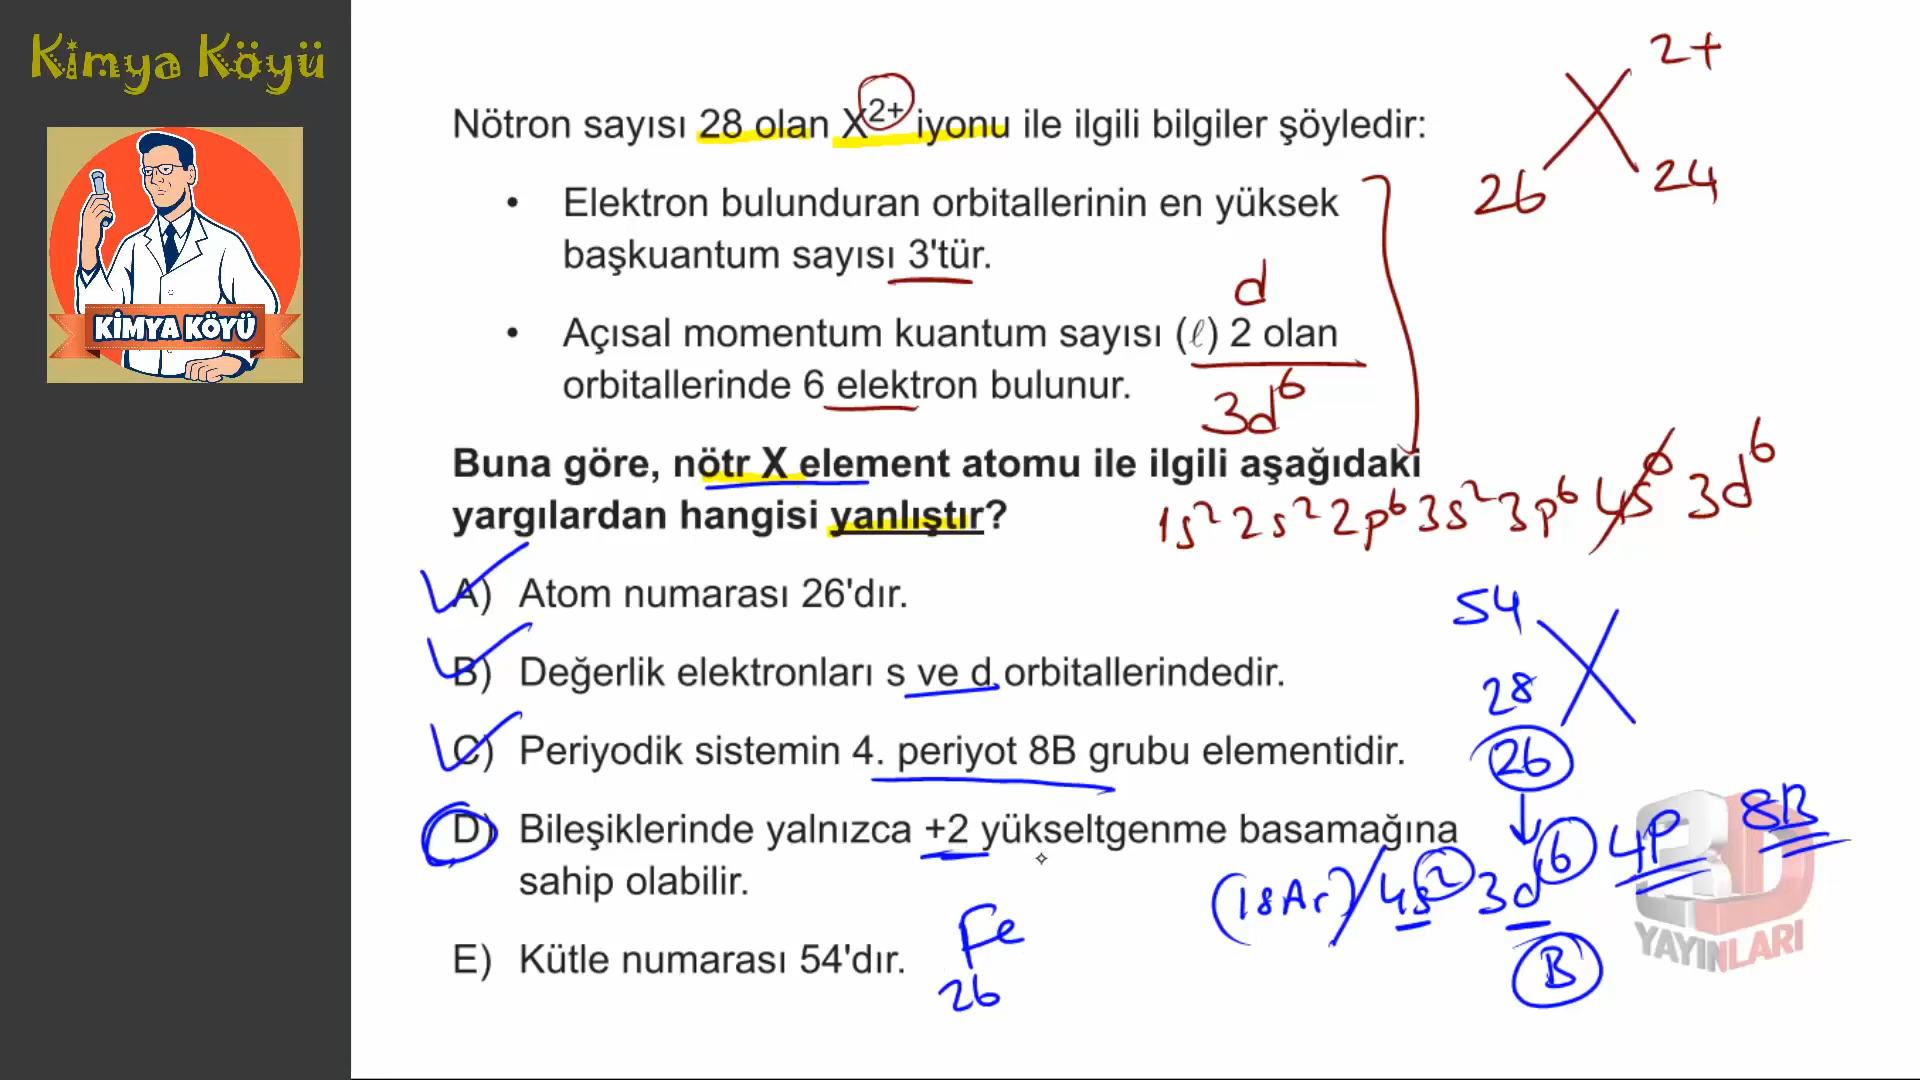 Kimya Köyü
KİMYA KÖYÜ
2+
X
26 24
Nötron sayısı 28 olan X²⁺ iyonu ile ilgili bilgiler şöyledir:
• Elektron bulunduran orbitallerinin en yüksek
başkuantum sayısı 3'tür.
d
• Açısal momentum kuantum sayısı (ℓ) 2 olan
orbitallerinde 6 elektron bulunur.
3d⁶
Buna göre, nötr X element atomu ile ilgili aşağıdaki
yargılardan hangisi yanlıştır?
1s² 2s² 2p⁶ 3s² 3p⁶ 4s⁰ 3d⁶
A) Atom numarası 26'dır.
B) Değerlik elektronları s ve d orbitallerindedir.
C) Periyodik sistemin 4. periyot 8B grubu elementidir.
D) Bileşiklerinde yalnızca +2 yükseltgenme basamağına
sahip olabilir.
E) Kütle numarası 54'dır.
54
X
28
26
(18Ar) 4s² 3d⁶ 4P 8B
B
Fe
26
YAYINLARI